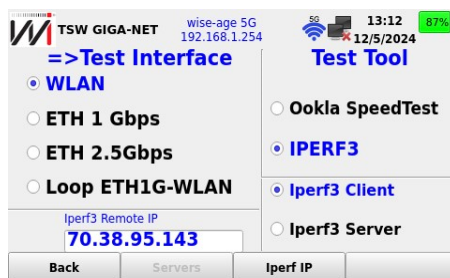 TSW GIGA-NET
wise-age 5G
192.168.1.254
5G
13:12
12/5/2024
87%
=>Test Interface
WLAN
ETH 1 Gbps
ETH 2.5Gbps
Loop ETH1G-WLAN
Iperf3 Remote IP
70.38.95.143
Test Tool
Ookla SpeedTest
IPERF3
Iperf3 Client
Iperf3 Server
Back
Servers
Iperf IP